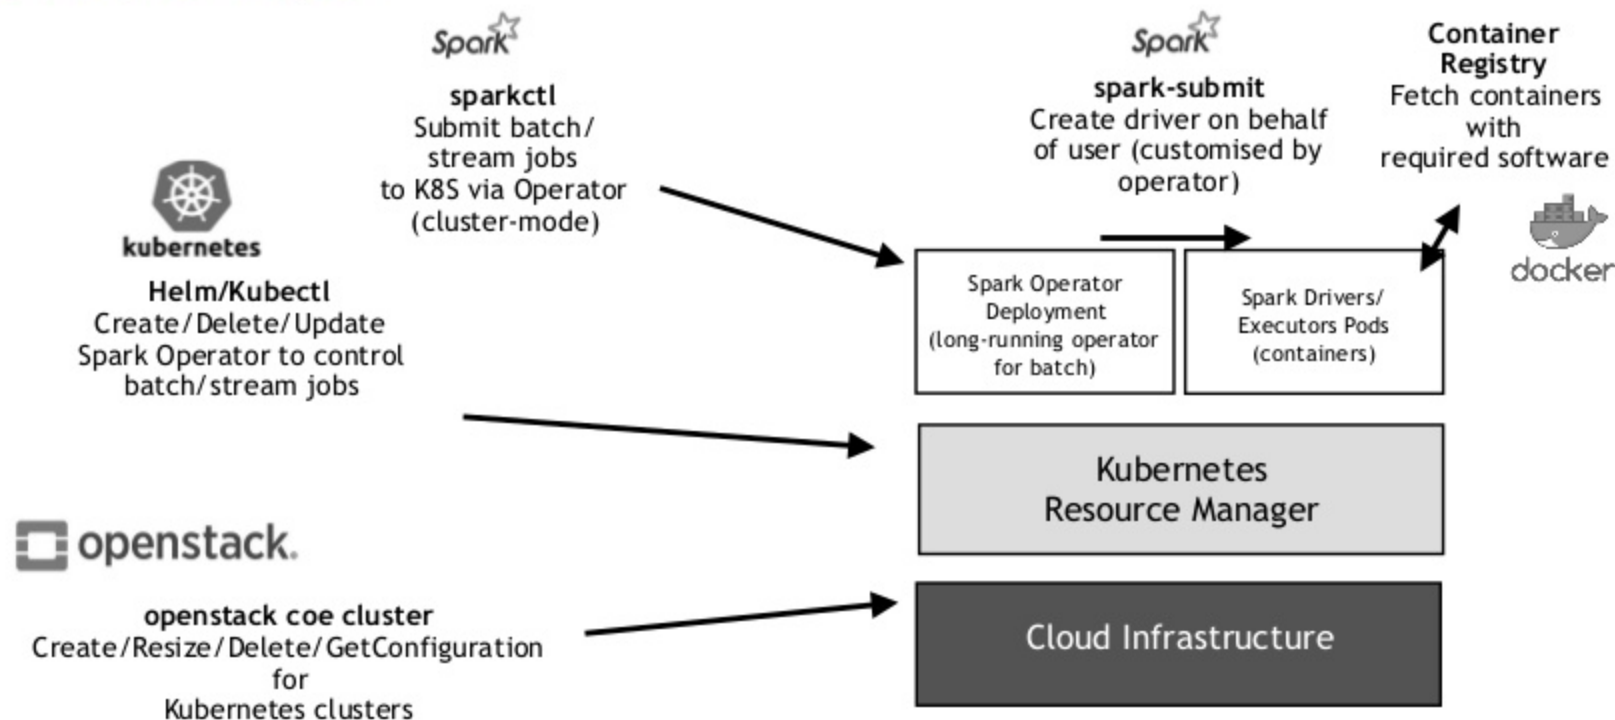 Spark
sparkctl
Submit batch/
stream jobs
to K8S via Operator
(cluster-mode)
Spark
spark-submit
Create driver on behalf
of user (customised by
operator)
Container
Registry
Fetch containers
with
required software
docker
kubernetes
Helm/Kubectl
Create/Delete/Update
Spark Operator to control
batch/stream jobs
Spark Operator
Deployment
(long-running operator
for batch)
Spark Drivers/
Executors Pods
(containers)
Kubernetes
Resource Manager
openstack.
openstack coe cluster
Create/Resize/Delete/GetConfiguration
for
Kubernetes clusters
Cloud Infrastructure